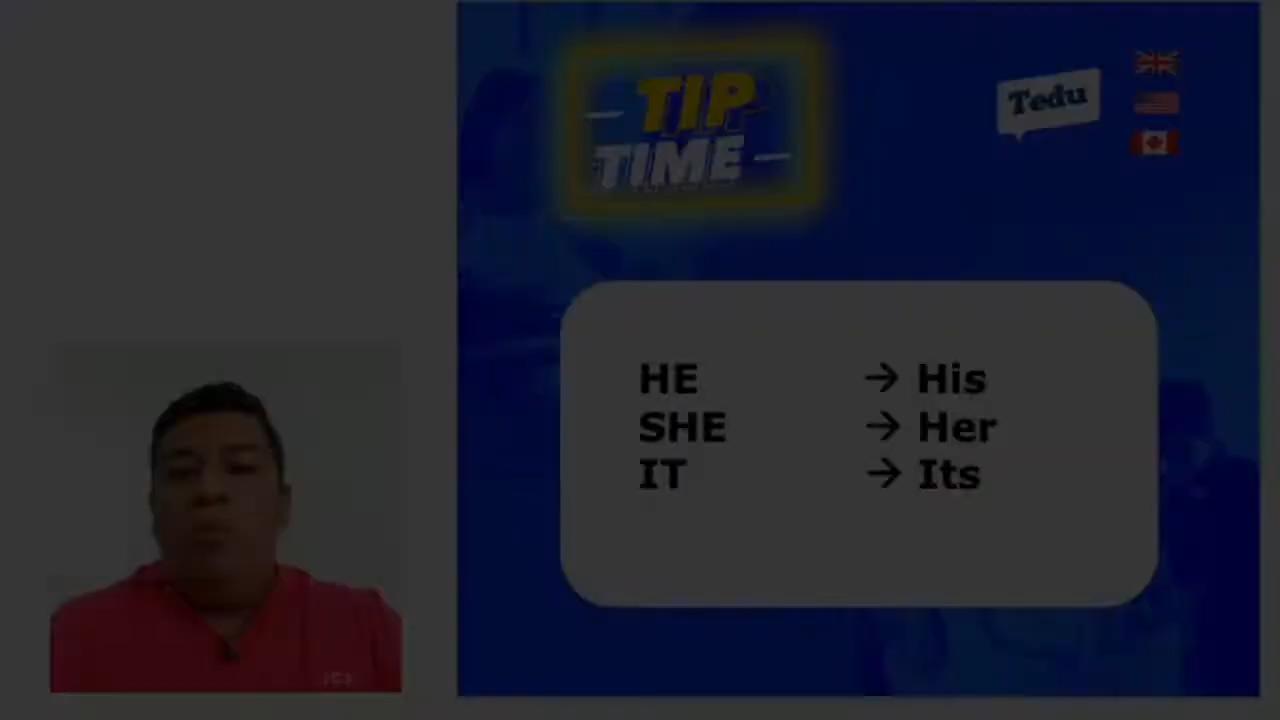 TIP
TIME
Tedu
HE → His
SHE → Her
IT → Its